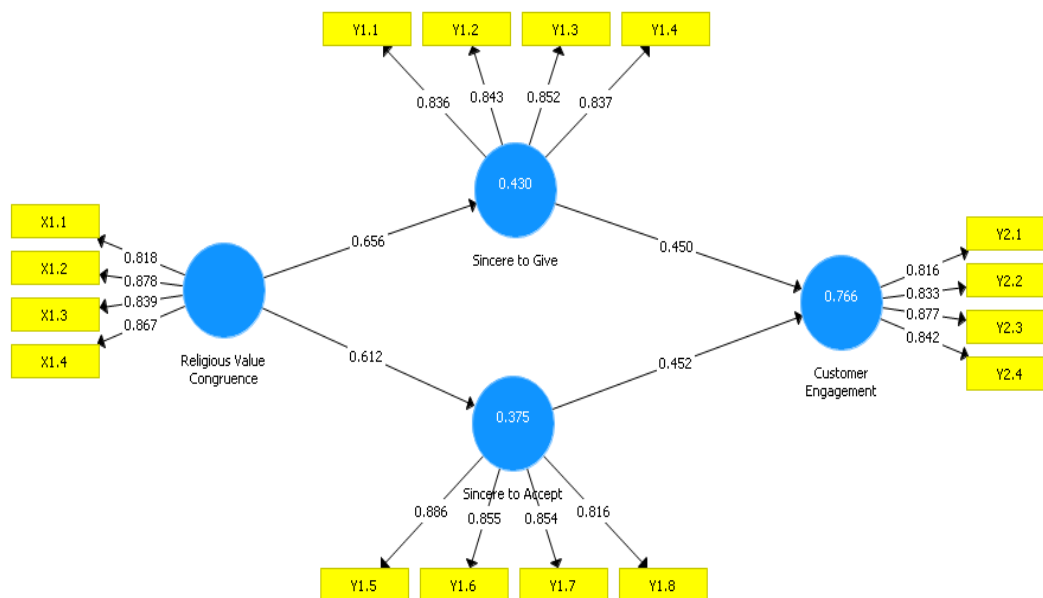 Y1.1
Y1.2
Y1.3
Y1.4
0.836
0.843
0.852
0.837
0.430
Sincere to Give
X1.1
X1.2
X1.3
X1.4
0.818
0.878
0.839
0.867
Religious Value
Congruence
0.656
0.612
0.450
0.452
0.766
Customer
Engagement
0.816
0.833
0.877
0.842
Y2.1
Y2.2
Y2.3
Y2.4
0.375
Sincere to Accept
0.886
0.855
0.854
0.816
Y1.5
Y1.6
Y1.7
Y1.8